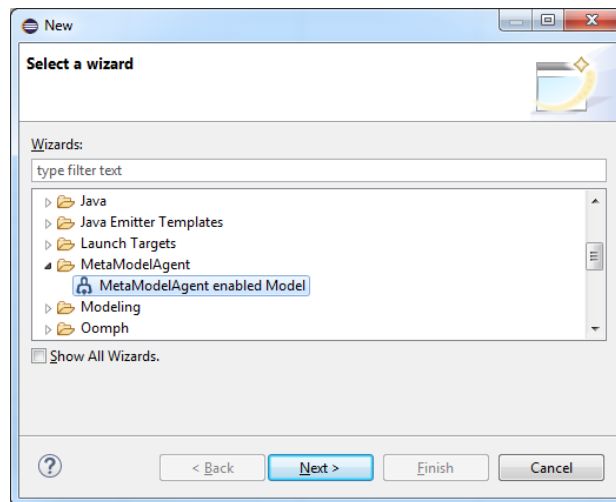 New
Select a wizard
Wizards:
type filter text
Java
Java Emitter Templates
Launch Targets
MetaModelAgent
MetaModelAgent enabled Model
Modeling
Oomph
Show All Wizards.
? < Back Next > Finish Cancel